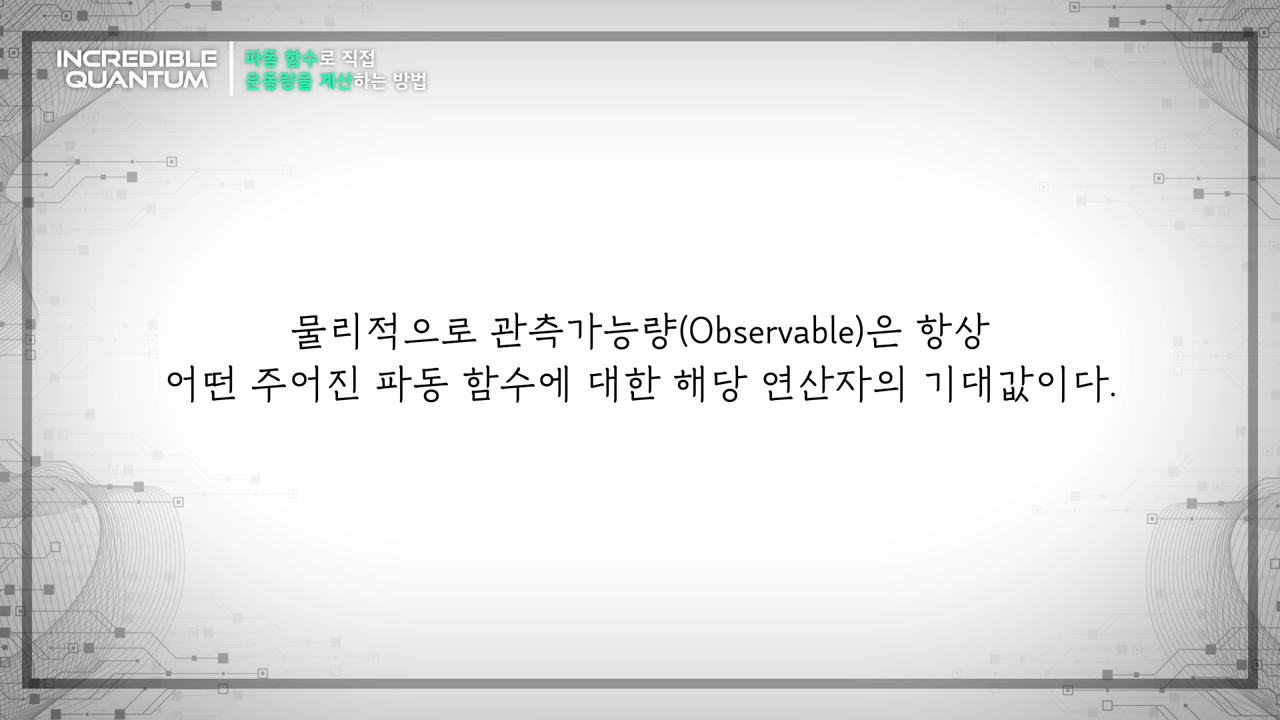 INCREDIBLE
QUANTUM
파동 함수로 직접
운동량을 계산하는 방법
물리적으로 관측가능량(Observable)은 항상
어떤 주어진 파동 함수에 대한 해당 연산자의 기대값이다.